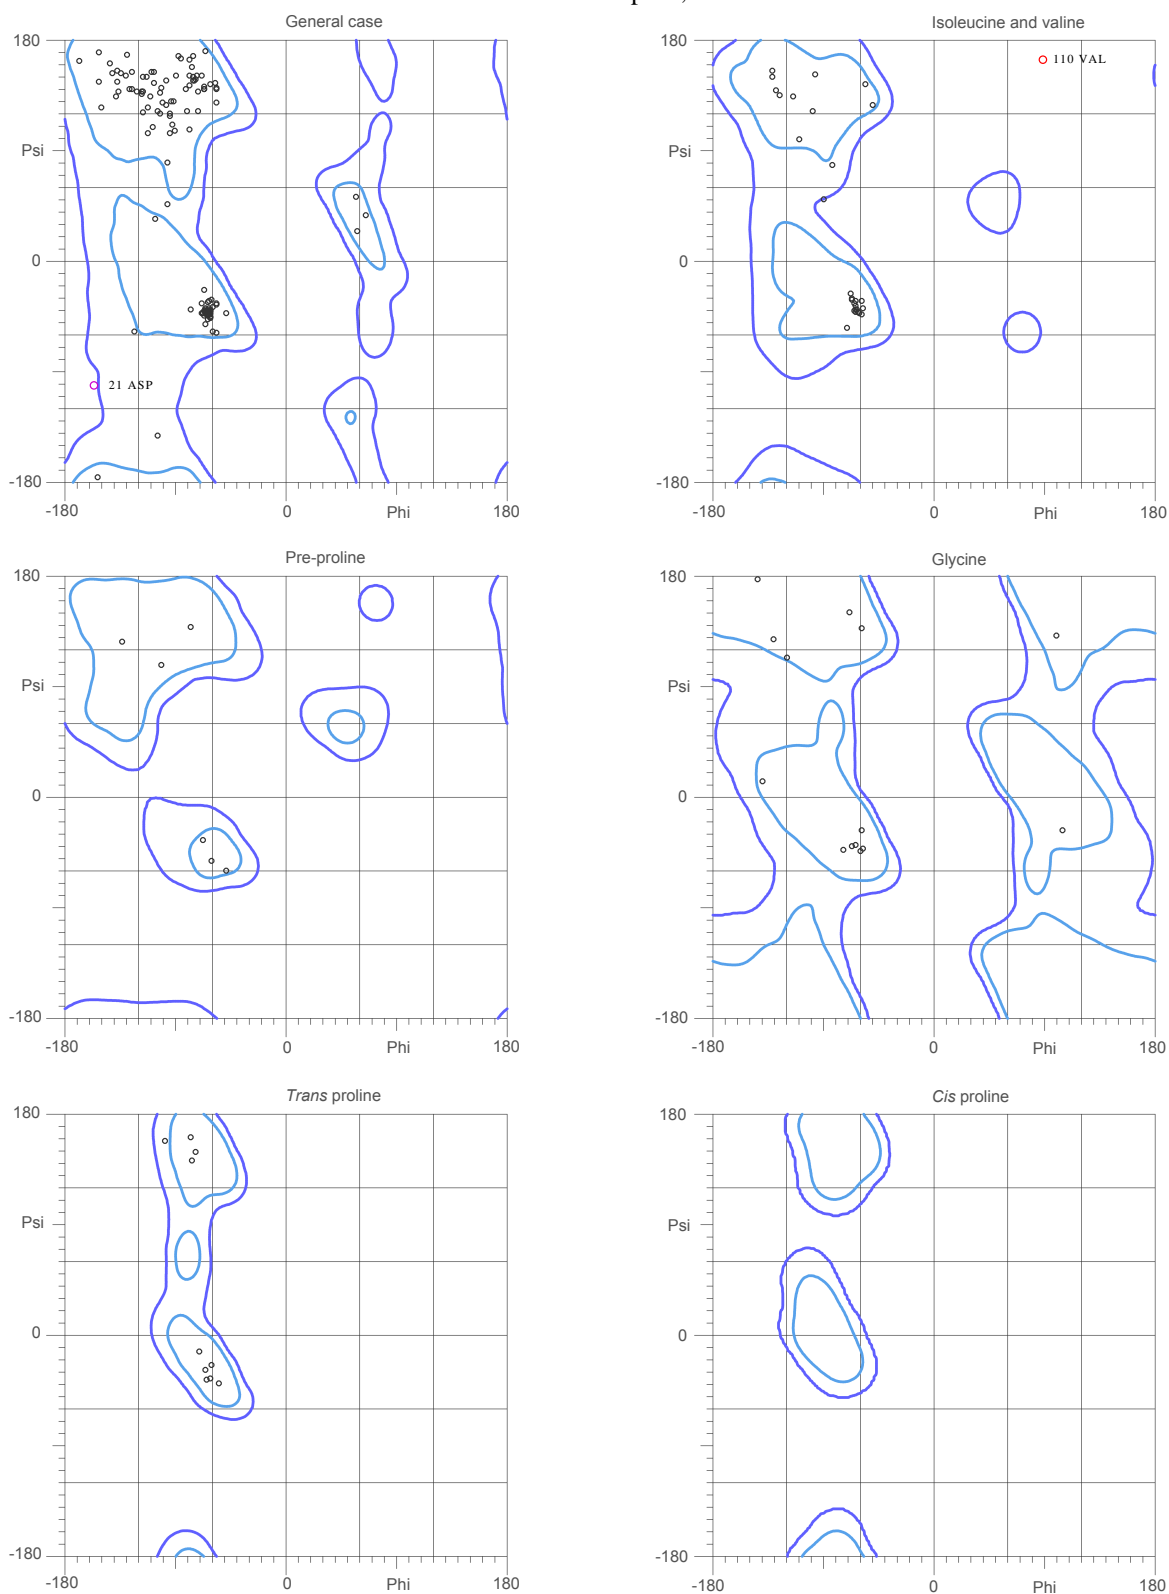 General case
180
Psi
0
-180
-180
0
Phi
180
21 ASP
Isoleucine and valine
180
Psi
0
-180
-180
0
Phi
180
110 VAL
Pre-proline
180
Psi
0
-180
-180
0
Phi
180
Glycine
180
Psi
0
-180
-180
0
Phi
180
Trans proline
180
Psi
0
-180
-180
0
Phi
180
Cis proline
180
Psi
0
-180
-180
0
Phi
180